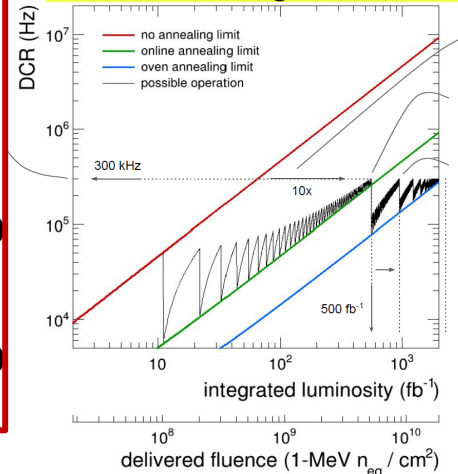 DCR (Hz)
10⁷
10⁶
10⁵
10⁴
no annealing limit
online annealing limit
oven annealing limit
possible operation
300 kHz
10x
500 fb⁻¹
10
10²
10³
integrated luminosity (fb⁻¹)
10⁸
10⁹
10¹⁰
delivered fluence (1-MeV n_eq / cm²)